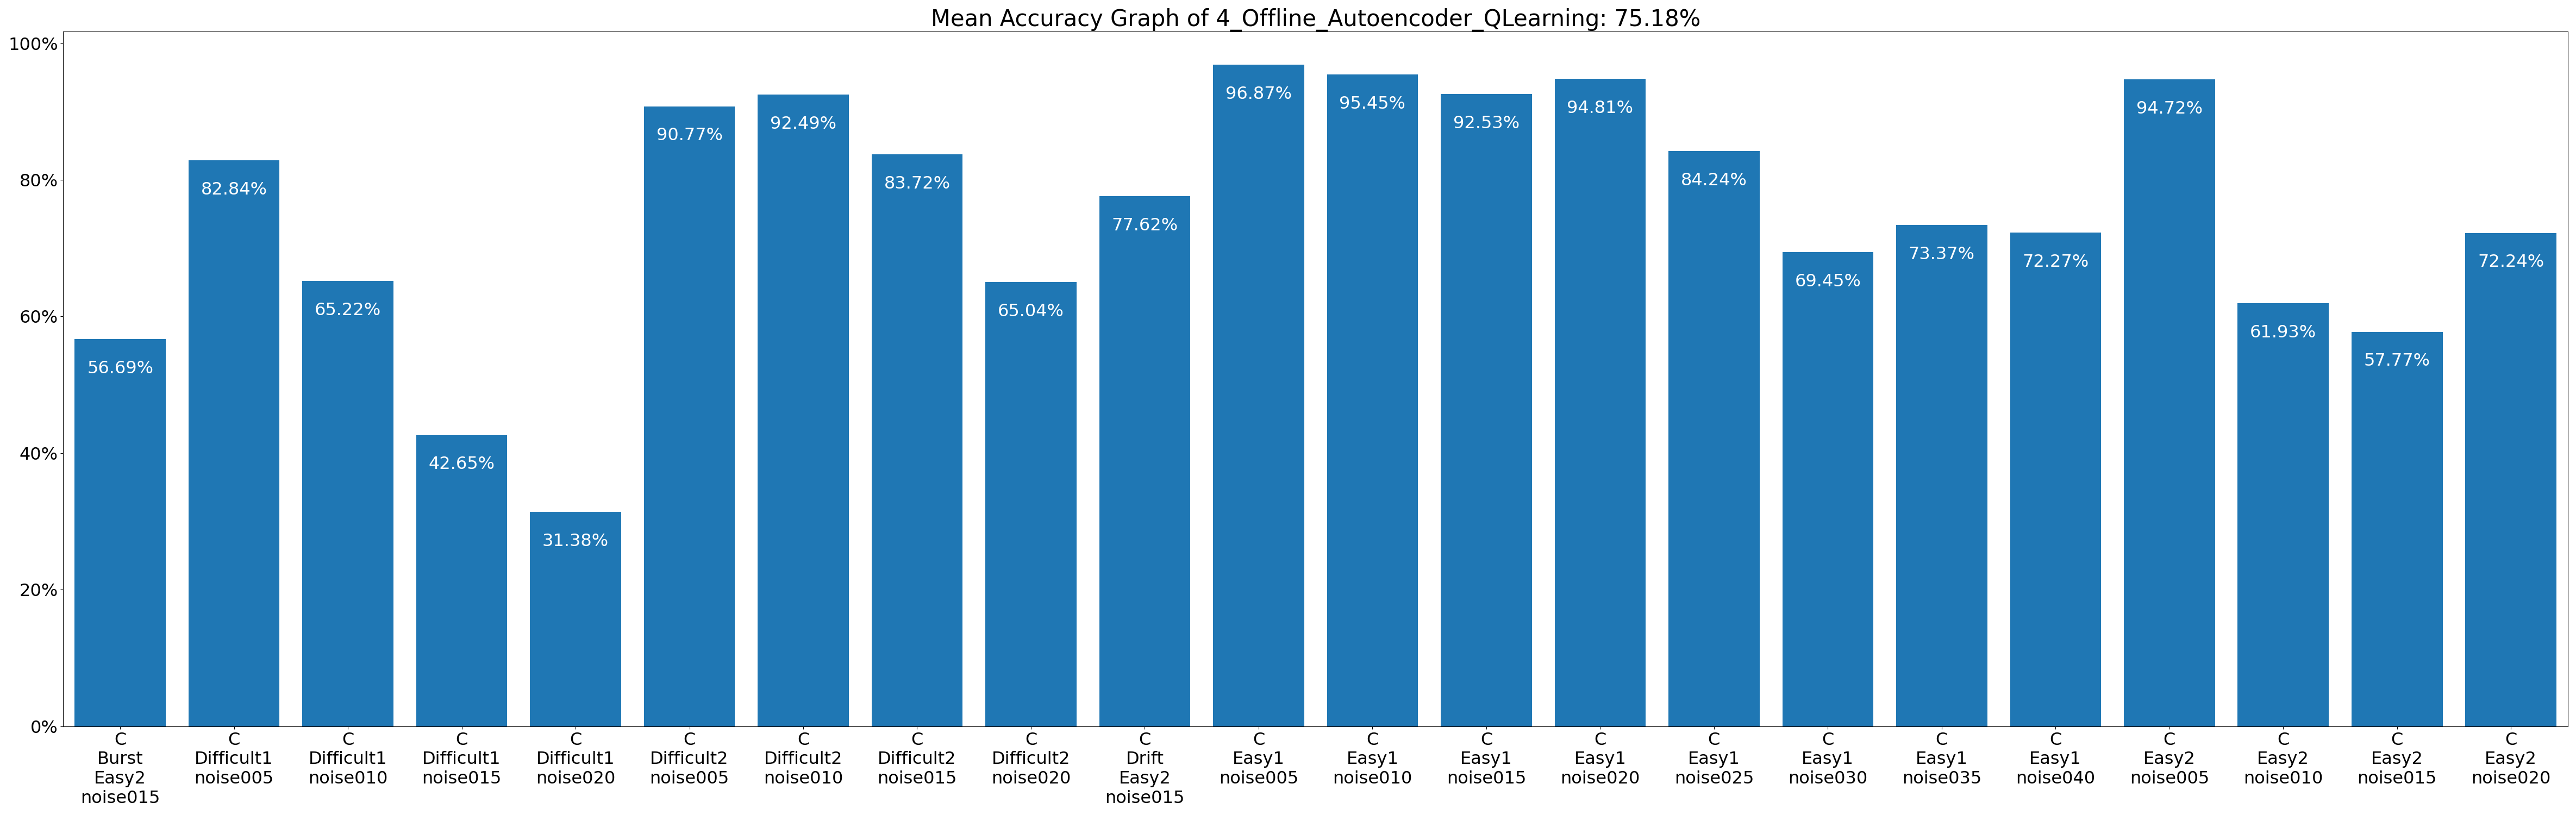 Mean Accuracy Graph of 4_Offline_Autoencoder_QLearning: 75.18%
100%
80%
60%
40%
20%
0%
56.69%
82.84%
65.22%
42.65%
31.38%
90.77%
92.49%
83.72%
65.04%
77.62%
96.87%
95.45%
92.53%
94.81%
84.24%
69.45%
73.37%
72.27%
94.72%
61.93%
57.77%
72.24%
C
Burst
Easy2
noise015
C
Difficult1
noise005
C
Difficult1
noise010
C
Difficult1
noise015
C
Difficult1
noise020
C
Difficult2
noise005
C
Difficult2
noise010
C
Difficult2
noise015
C
Difficult2
noise020
C
Drift
Easy2
noise015
C
Easy1
noise005
C
Easy1
noise010
C
Easy1
noise015
C
Easy1
noise020
C
Easy1
noise025
C
Easy1
noise030
C
Easy1
noise035
C
Easy1
noise040
C
Easy2
noise005
C
Easy2
noise010
C
Easy2
noise015
C
Easy2
noise020